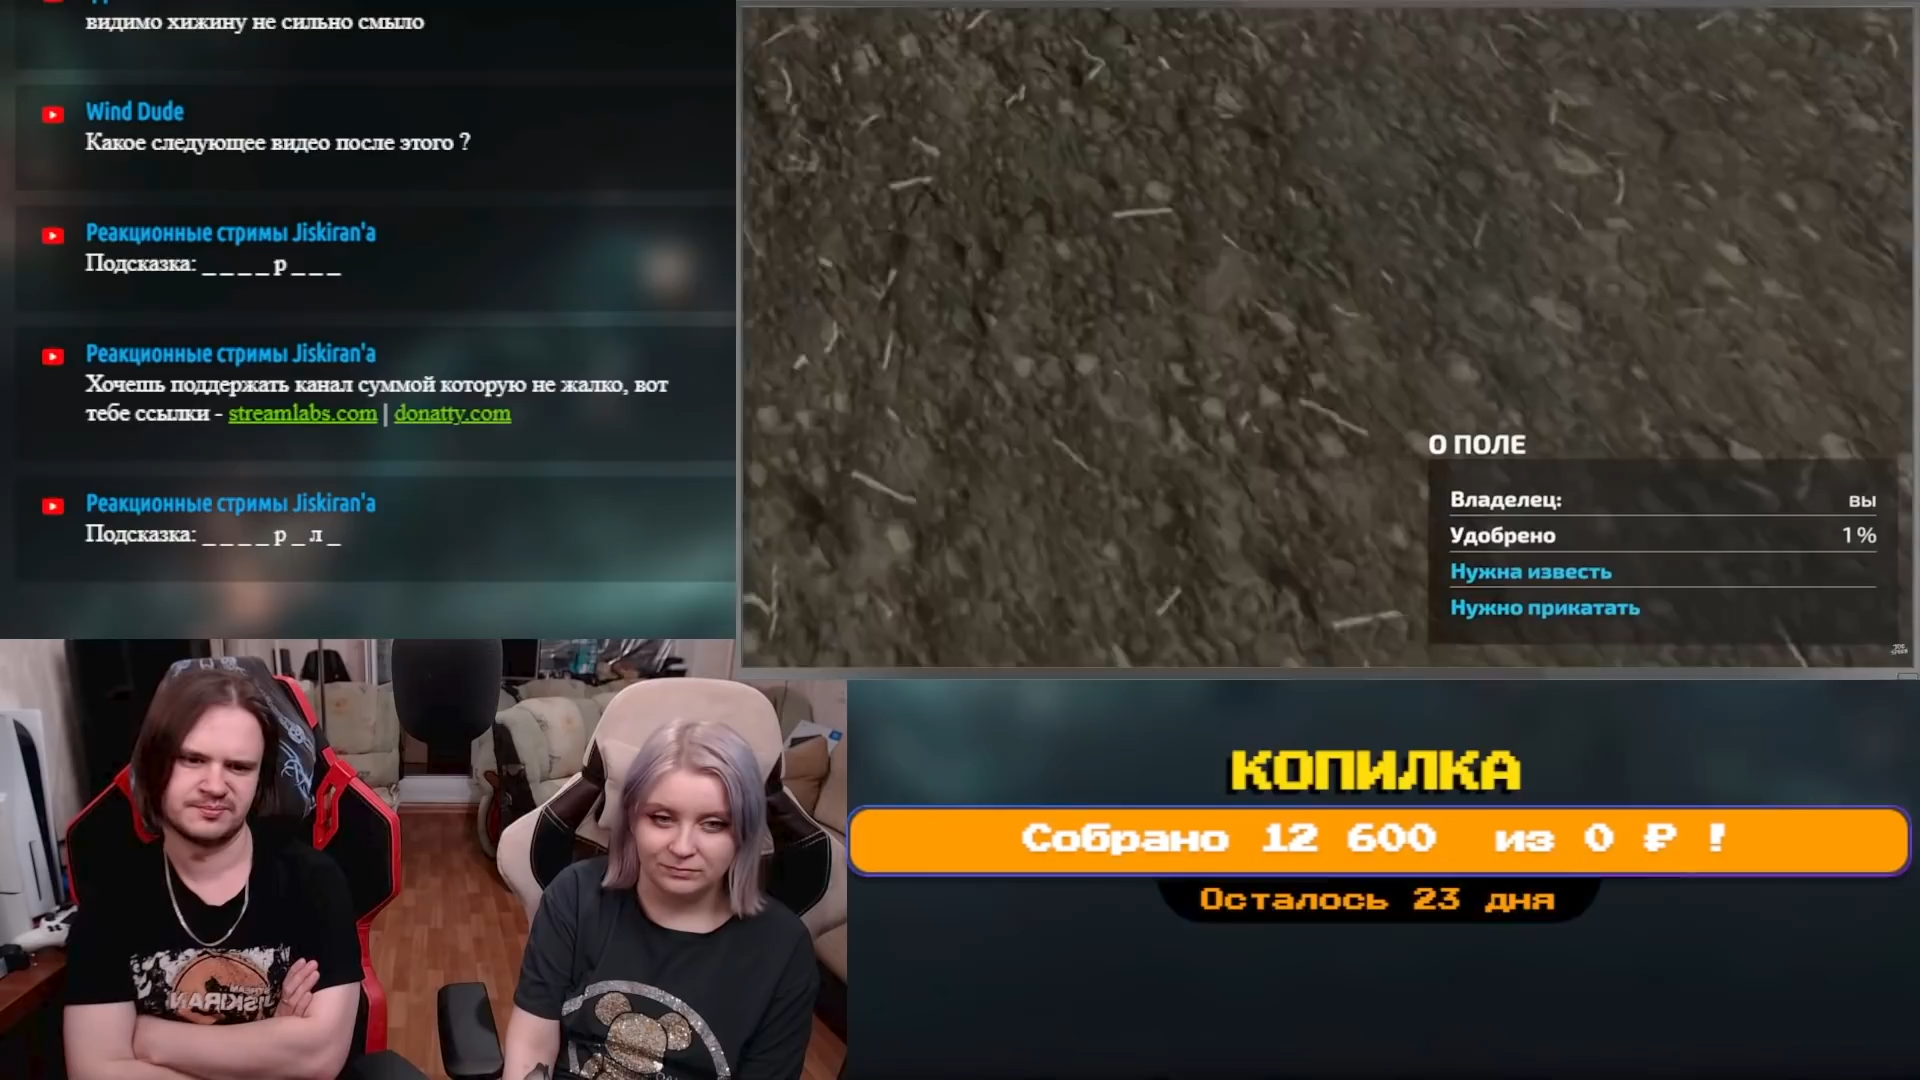 видимо хижину не сильно смыло
Wind Dude
Какое следующее видео после этого ?
Реакционные стримы Jiskiran'a
Подсказка: _ _ _ _ р _ _ _
Реакционные стримы Jiskiran'a
Хочешь поддержать канал суммой которую не жалко, вот
тебе ссылки - streamlabs.com | donatty.com
Реакционные стримы Jiskiran'a
Подсказка: _ _ _ _ р _ л _
О ПОЛЕ
Владелец: вы
Удобрено 1 %
Нужна известь
Нужно прикатать
КОПИЛКА
Собрано 12 600 из 0 ₽ !
Осталось 23 дня
JISKIRAN